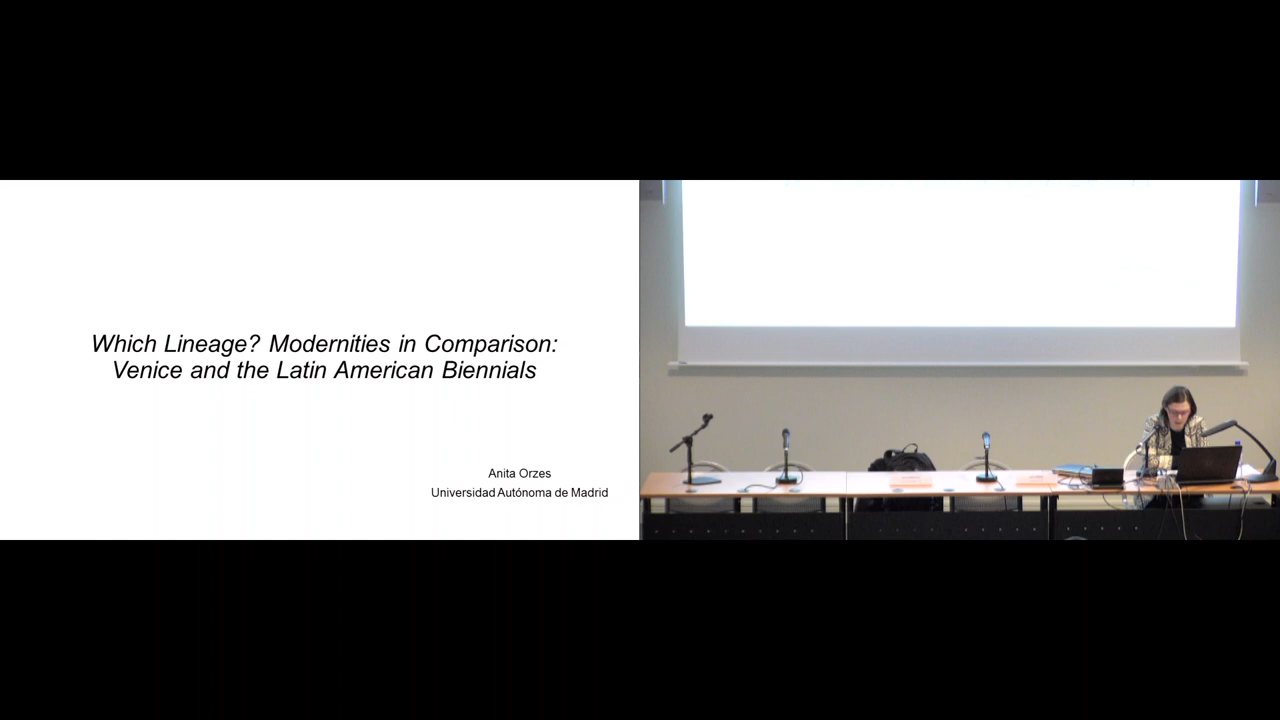 Which Lineage? Modernities in Comparison:
Venice and the Latin American Biennials
Anita Orzes
Universidad Autónoma de Madrid